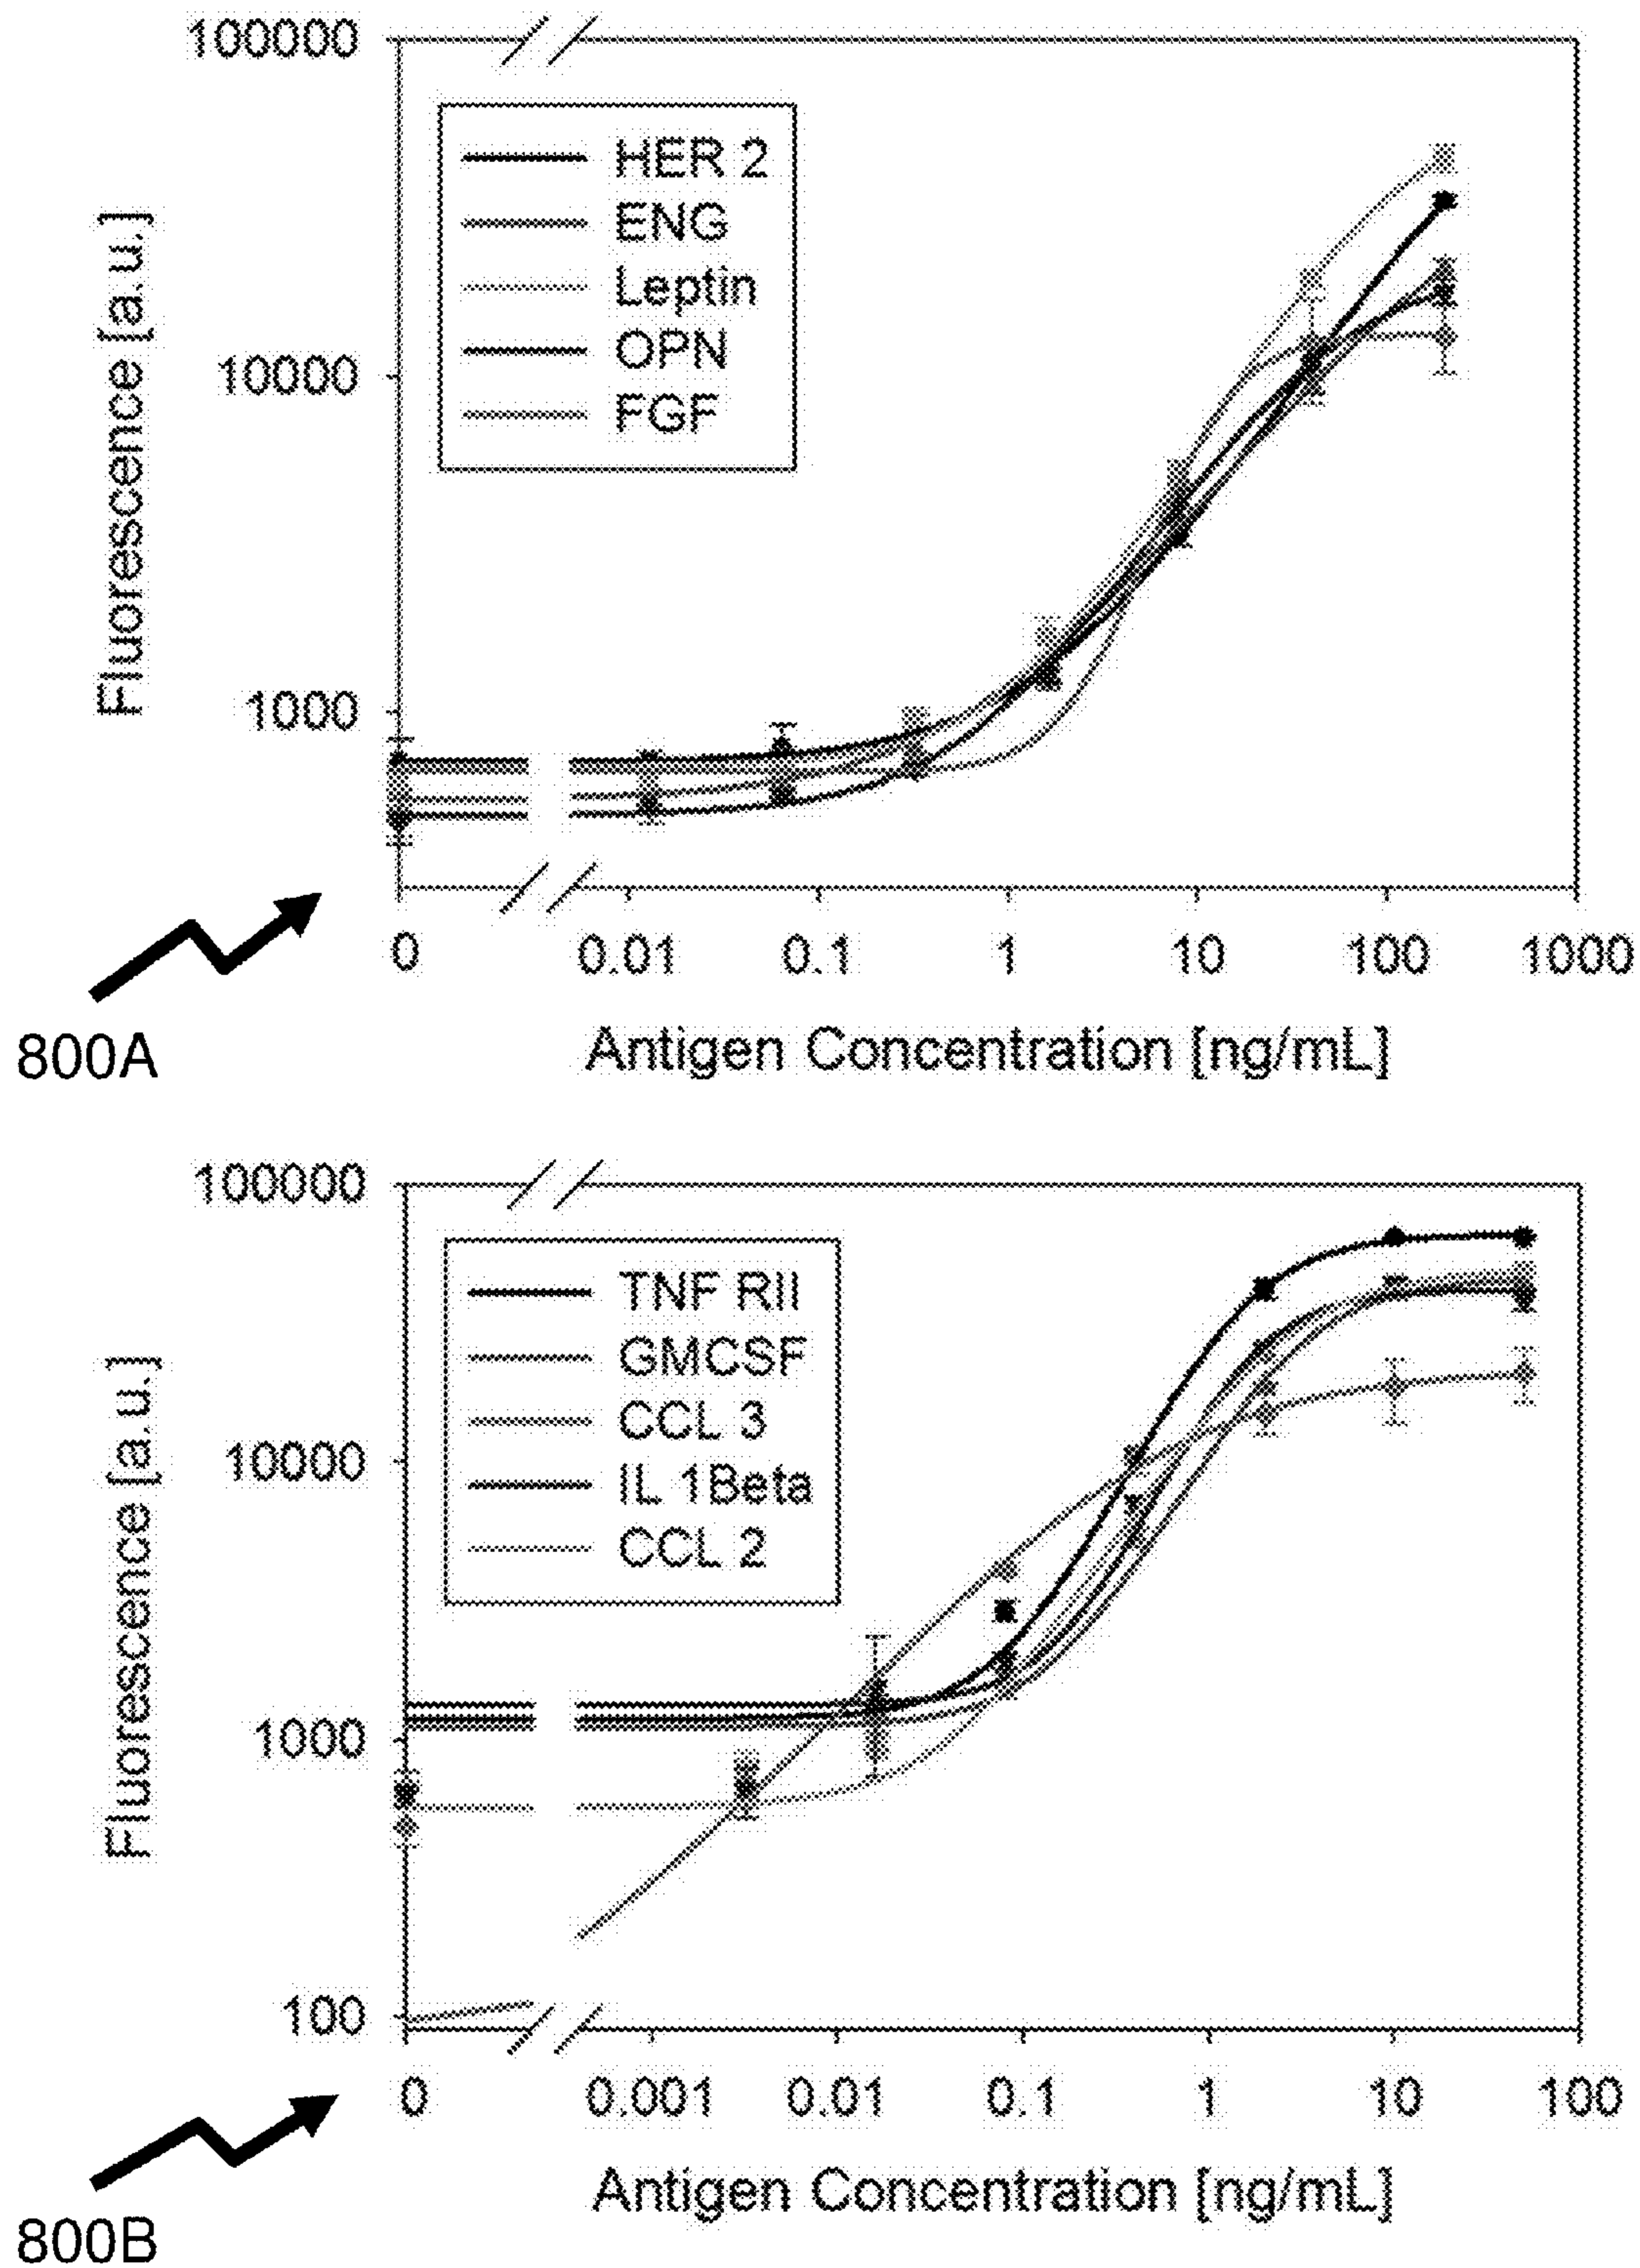 100000
10000
1000
Fluorescence [a.u.]
HER 2
ENG
Leptin
OPN
FGF
0 0.01 0.1 1 10 100 1000
Antigen Concentration [ng/mL]
800A
100000
10000
1000
100
Fluorescence [a.u.]
TNF RII
GMCSF
CCL 3
IL 1Beta
CCL 2
0 0.001 0.01 0.1 1 10 100
Antigen Concentration [ng/mL]
800B